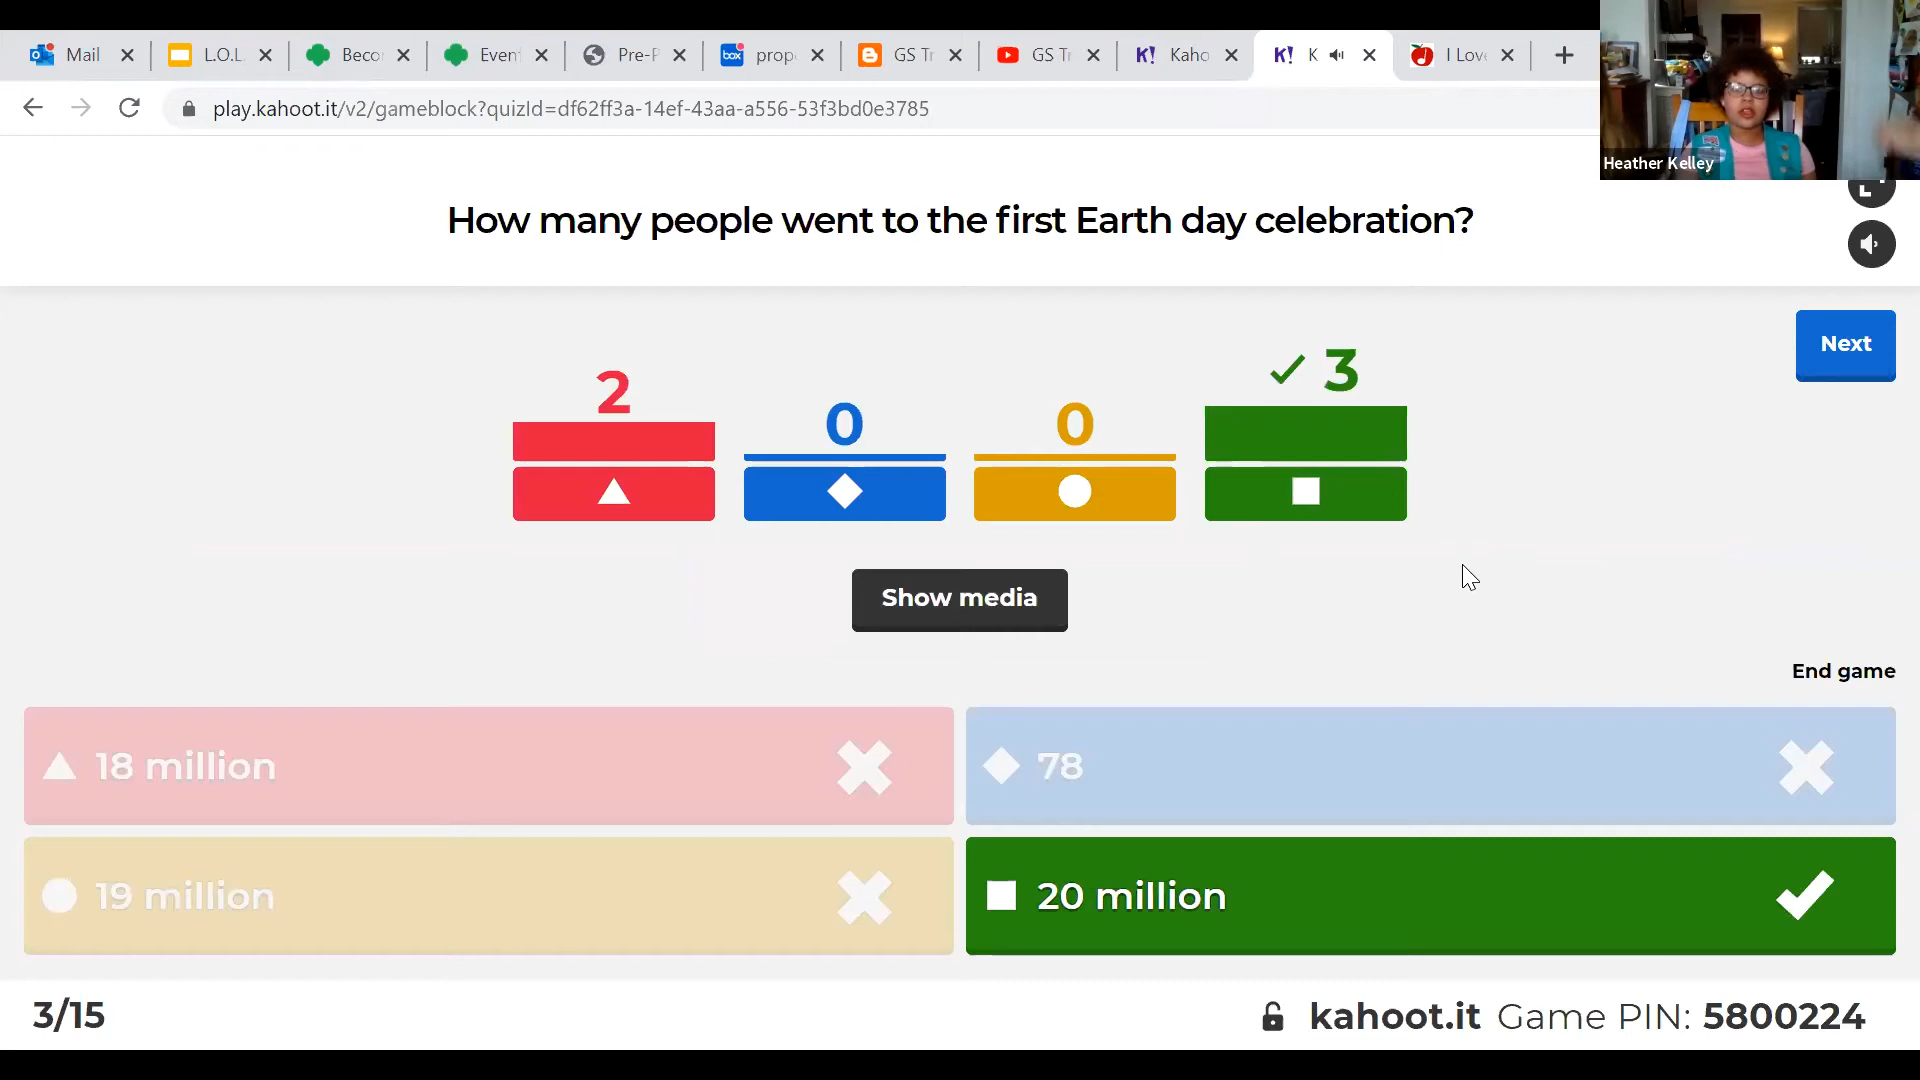 Mail
L.O.L.
Beco
Even
Pre-P
box
prop
GS Tr
GS Tr
K!
Kaho
K!
K
I Lov
play.kahoot.it/v2/gameblock?quizId=df62ff3a-14ef-43aa-a556-53f3bd0e3785
Heather Kelley
How many people went to the first Earth day celebration?
Next
2
0
0
3
Show media
End game
18 million
78
19 million
20 million
3/15
kahoot.it Game PIN: 5800224